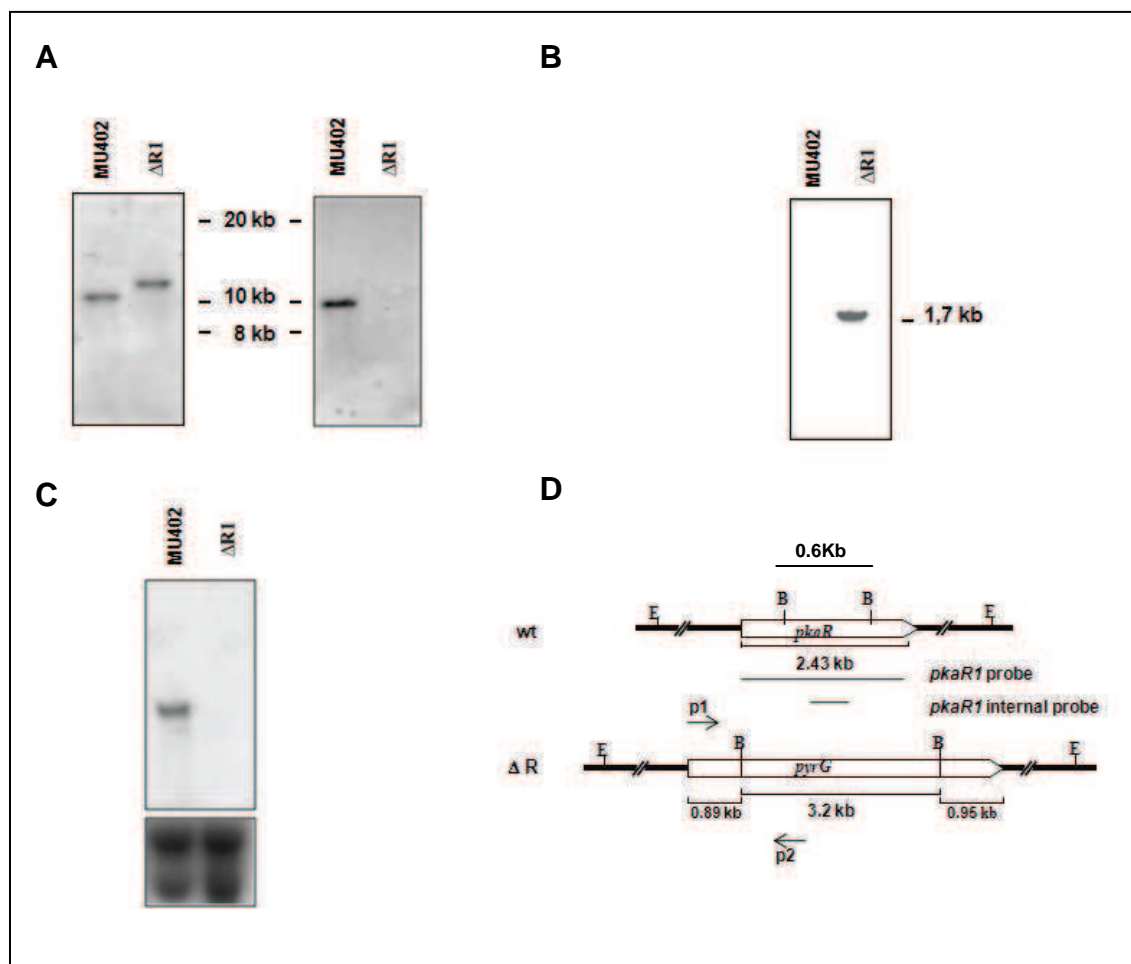 A
MU402
ΔR1
20 kb
10 kb
8 kb
MU402
ΔR1
B
MU402
ΔR1
1,7 kb
C
MU402
ΔR1
D
0.6Kb
B B
E E
wt
pkaR
2.43 kb
pkaR1 probe
p1
pkaR1 internal probe
B B
E E
Δ R
pyrG
0.89 kb 3.2 kb 0.95 kb
p2